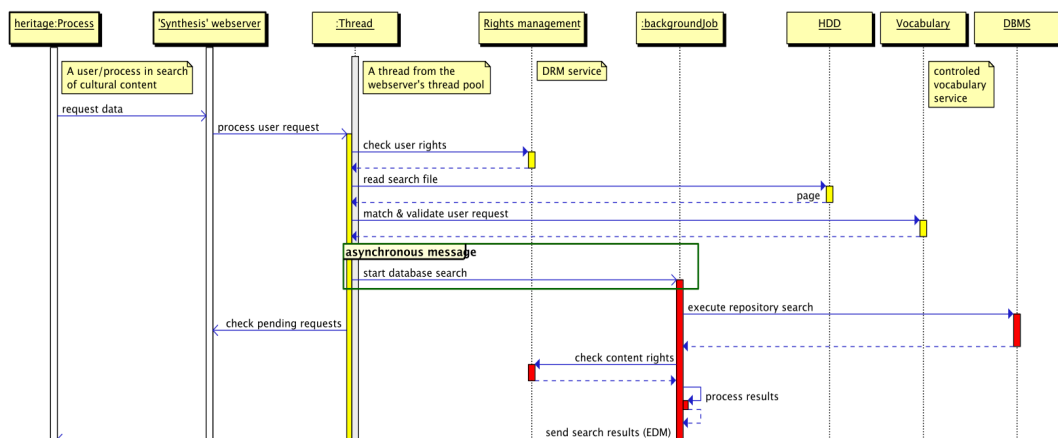 heritage:Process
'Synthesis' webserver
:Thread
Rights management
:backgroundJob
HDD
Vocabulary
DBMS
A user/process in search
of cultural content
A thread from the
webserver's thread pool
DRM service
controled
vocabulary
service
request data
process user request
check user rights
read search file
page
match & validate user request
asynchronous message
start database search
execute repository search
check pending requests
check content rights
process results
send search results (EDM)